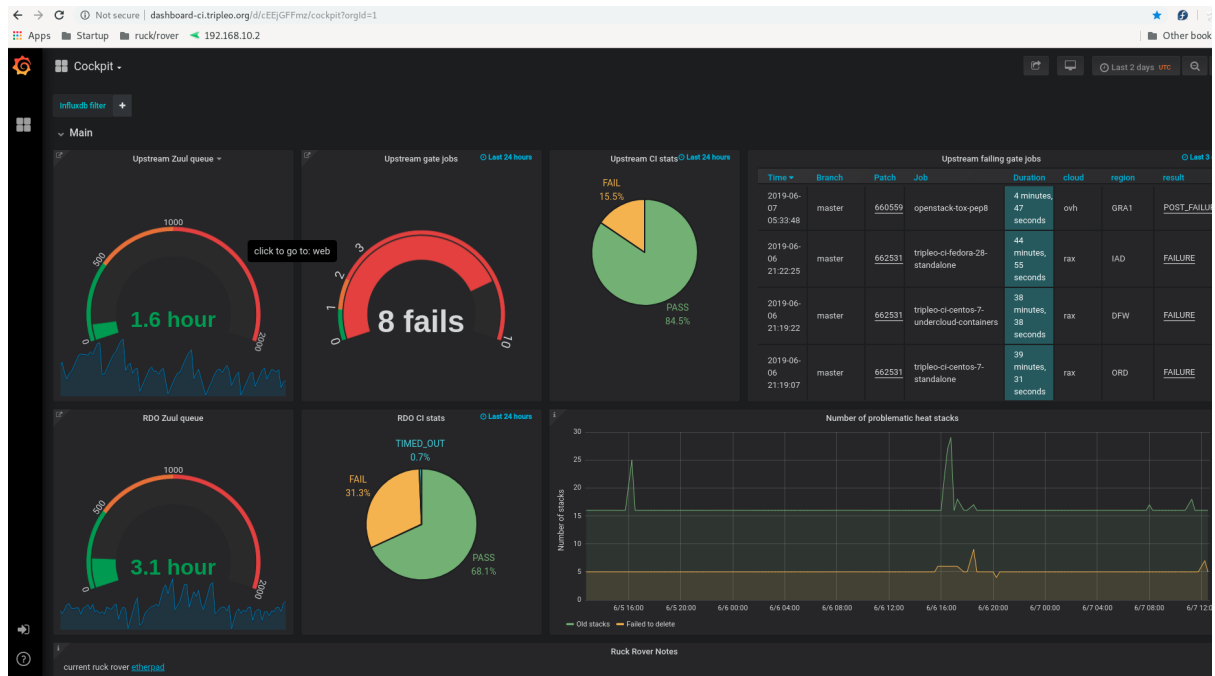 Not secure | dashboard-ci.tripleo.org/d/cEEjGFFmz/cockpit?orgId=1
Apps Startup ruck/rover 192.168.10.2 Other book
Cockpit
Last 2 days UTC
Influxdb filter +
Main
Upstream Zuul queue
1000
500
0
2000
1.6 hour
click to go to: web
Upstream gate jobs
Last 24 hours
0
1
2
3
10
8 fails
Upstream CI stats
Last 24 hours
FAIL
15.5%
PASS
84.5%
Upstream failing gate jobs
Last 3
Time Branch Patch Job Duration cloud region result
2019-06-
07
05:33:48
master
660559
openstack-tox-pep8
4 minutes,
47
seconds
ovh
GRA1
POST_FAILU
2019-06-
06
21:22:25
master
662531
tripleo-ci-fedora-28-
standalone
44
minutes,
55
seconds
rax
IAD
FAILURE
2019-06-
06
21:19:22
master
662531
tripleo-ci-centos-7-
undercloud-containers
38
minutes,
38
seconds
rax
DFW
FAILURE
2019-06-
06
21:19:07
master
662531
tripleo-ci-centos-7-
standalone
39
minutes,
31
seconds
rax
ORD
FAILURE
RDO Zuul queue
1000
500
0
2000
3.1 hour
RDO CI stats
Last 24 hours
TIMED_OUT
0.7%
FAIL
31.3%
PASS
68.1%
Number of problematic heat stacks
Number of stacks
30
25
20
15
10
5
0
6/5 16:00 6/5 20:00 6/6 00:00 6/6 04:00 6/6 08:00 6/6 12:00 6/6 16:00 6/6 20:00 6/7 00:00 6/7 04:00 6/7 08:00 6/7 12:0
Old stacks Failed to delete
Ruck Rover Notes
current ruck rover etherpad